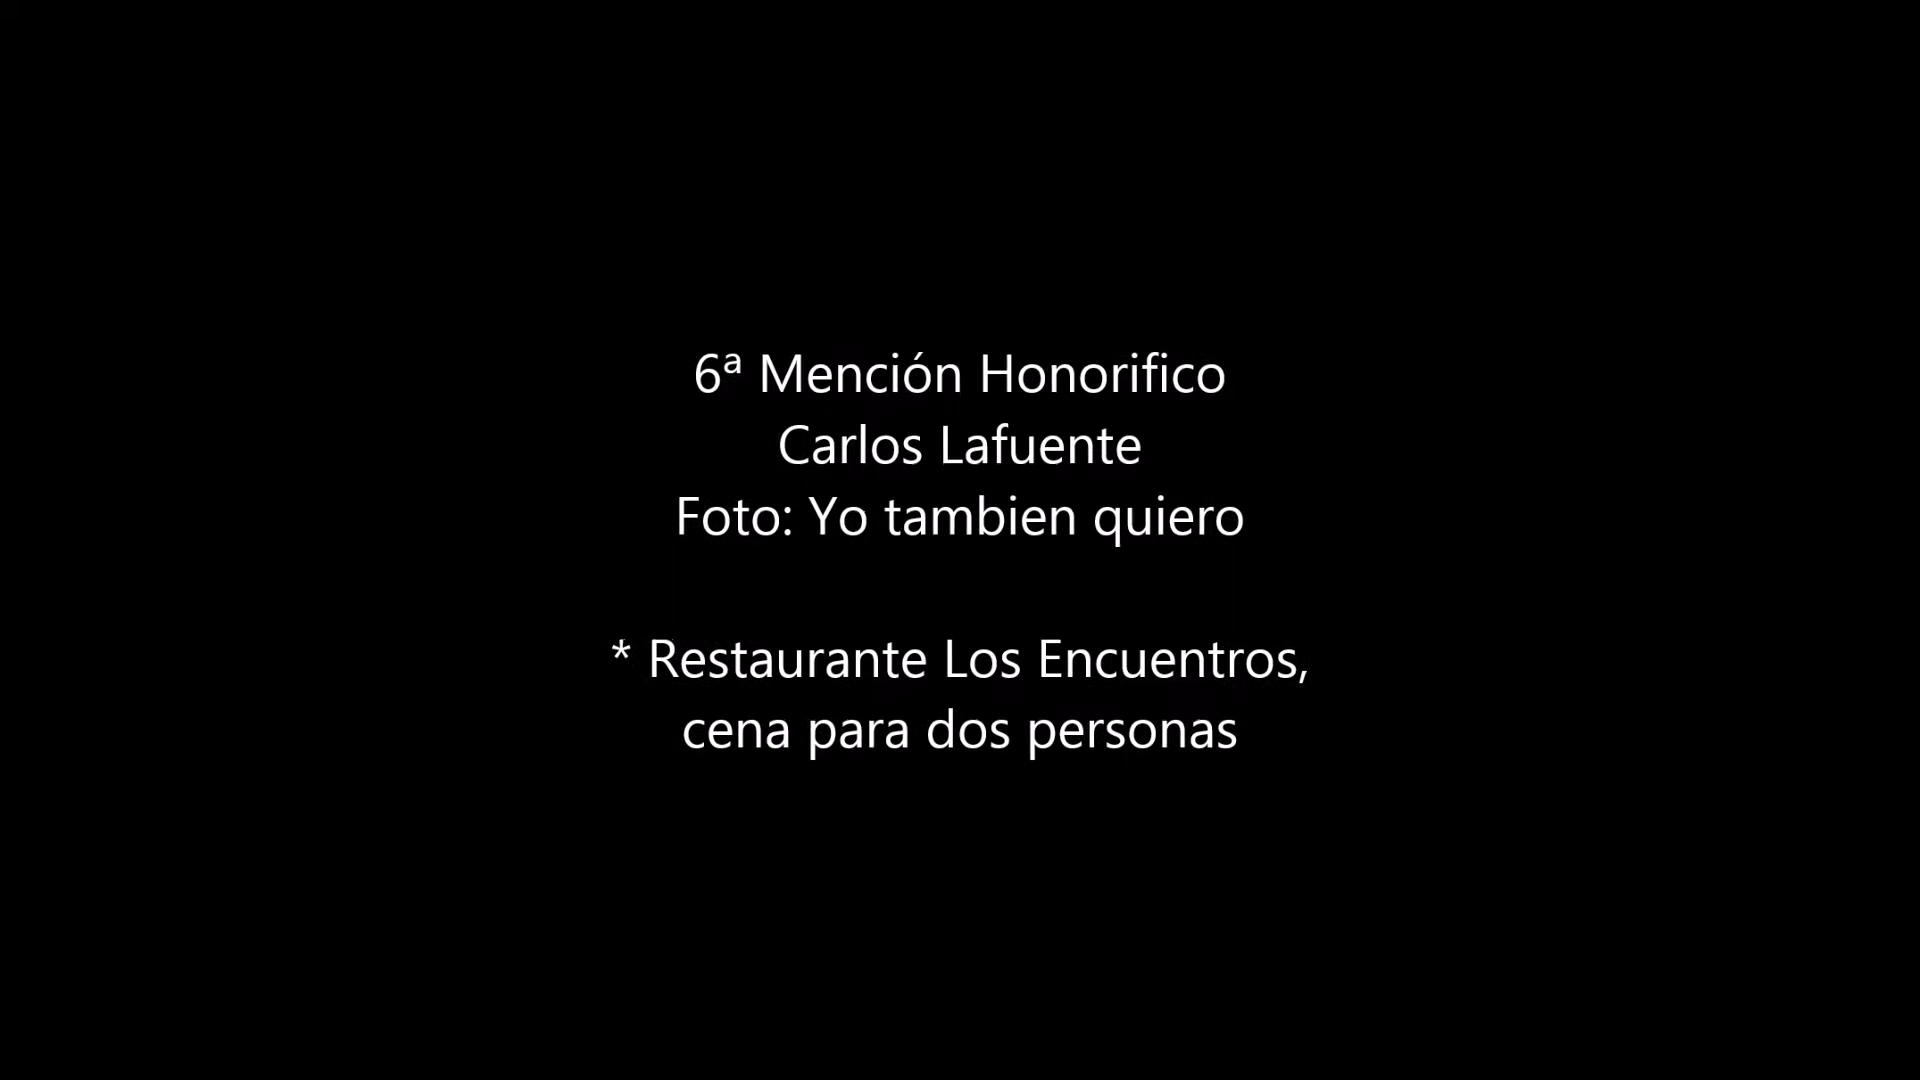 6ª Mención Honorifico
Carlos Lafuente
Foto: Yo tambien quiero
* Restaurante Los Encuentros,
cena para dos personas